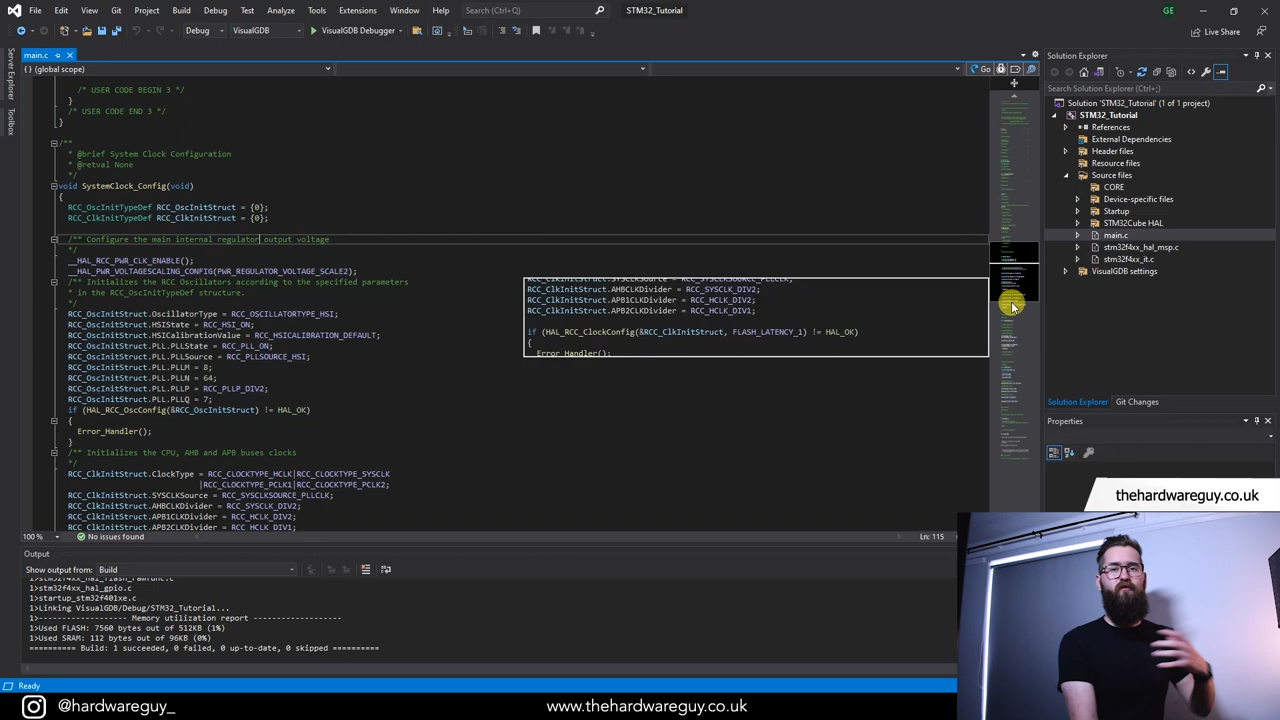 File Edit View Git Project Build Debug Test Analyze Tools Extensions Window Help Search (Ctrl+Q) STM32_Tutorial GE
Debug VisualGDB VisualGDB Debugger Live Share
Server Explorer
Toolbox
main.c
(global scope) Go
/* USER CODE BEGIN 3 */
}
/* USER CODE END 3 */
}
/**
* @brief System Clock Configuration
* @retval None
*/
void SystemClock_Config(void)
{
RCC_OscInitTypeDef RCC_OscInitStruct = {0};
RCC_ClkInitTypeDef RCC_ClkInitStruct = {0};
/** Configure the main internal regulator output voltage
*/
__HAL_RCC_PWR_CLK_ENABLE();
__HAL_PWR_VOLTAGESCALING_CONFIG(PWR_REGULATOR_VOLTAGE_SCALE2);
/** Initializes the RCC Oscillators according to the specified parameters
* in the RCC_OscInitTypeDef structure.
*/
RCC_OscInitStruct.OscillatorType = RCC_OSCILLATORTYPE_HSI;
RCC_OscInitStruct.HSIState = RCC_HSI_ON;
RCC_OscInitStruct.HSICalibrationValue = RCC_HSICALIBRATION_DEFAULT;
RCC_OscInitStruct.PLL.PLLState = RCC_PLL_ON;
RCC_OscInitStruct.PLL.PLLSource = RCC_PLLSOURCE_HSI;
RCC_OscInitStruct.PLL.PLLM = 8;
RCC_OscInitStruct.PLL.PLLN = 64;
RCC_OscInitStruct.PLL.PLLP = RCC_PLLP_DIV2;
RCC_OscInitStruct.PLL.PLLQ = 7;
if (HAL_RCC_OscConfig(&RCC_OscInitStruct) != HAL_OK)
{
Error_Handler();
}
/** Initializes the CPU, AHB and APB buses clocks
*/
RCC_ClkInitStruct.ClockType = RCC_CLOCKTYPE_HCLK|RCC_CLOCKTYPE_SYSCLK
|RCC_CLOCKTYPE_PCLK1|RCC_CLOCKTYPE_PCLK2;
RCC_ClkInitStruct.SYSCLKSource = RCC_SYSCLKSOURCE_PLLCLK;
RCC_ClkInitStruct.AHBCLKDivider = RCC_SYSCLK_DIV2;
RCC_ClkInitStruct.APB1CLKDivider = RCC_HCLK_DIV2;
RCC_ClkInitStruct.APB2CLKDivider = RCC_HCLK_DIV1;
RCC_ClkInitStruct.AHBCLKDivider = RCC_SYSCLK_DIV2;
RCC_ClkInitStruct.APB1CLKDivider = RCC_HCLK_DIV2;
RCC_ClkInitStruct.APB2CLKDivider = RCC_HCLK_DIV1;
if (HAL_RCC_ClockConfig(&RCC_ClkInitStruct, FLASH_LATENCY_1) != HAL_OK)
{
Error_Handler();
100 % No issues found Ln: 115
Output
Show output from: Build
1>stm32f4xx_hal_flash_ramfunc.c
1>stm32f4xx_hal_gpio.c
1>startup_stm32f401xe.c
1>Linking VisualGDB/Debug/STM32_Tutorial...
1>------------------- Memory utilization report -------------------
1>Used FLASH: 7560 bytes out of 512KB (1%)
1>Used SRAM: 112 bytes out of 96KB (0%)
========== Build: 1 succeeded, 0 failed, 0 up-to-date, 0 skipped ==========
Ready
Solution Explorer
Search Solution Explorer (Ctrl+;)
Solution 'STM32_Tutorial' (1 of 1 project)
STM32_Tutorial
References
External Dependencies
Header files
Resource files
Source files
CORE
Device-specific files
Startup
STM32Cube HAL
main.c
stm32f4xx_hal_msp.c
stm32f4xx_it.c
VisualGDB settings
Solution Explorer Git Changes
Properties
thehardwareguy.co.uk
@hardwareguy_ www.thehardwareguy.co.uk